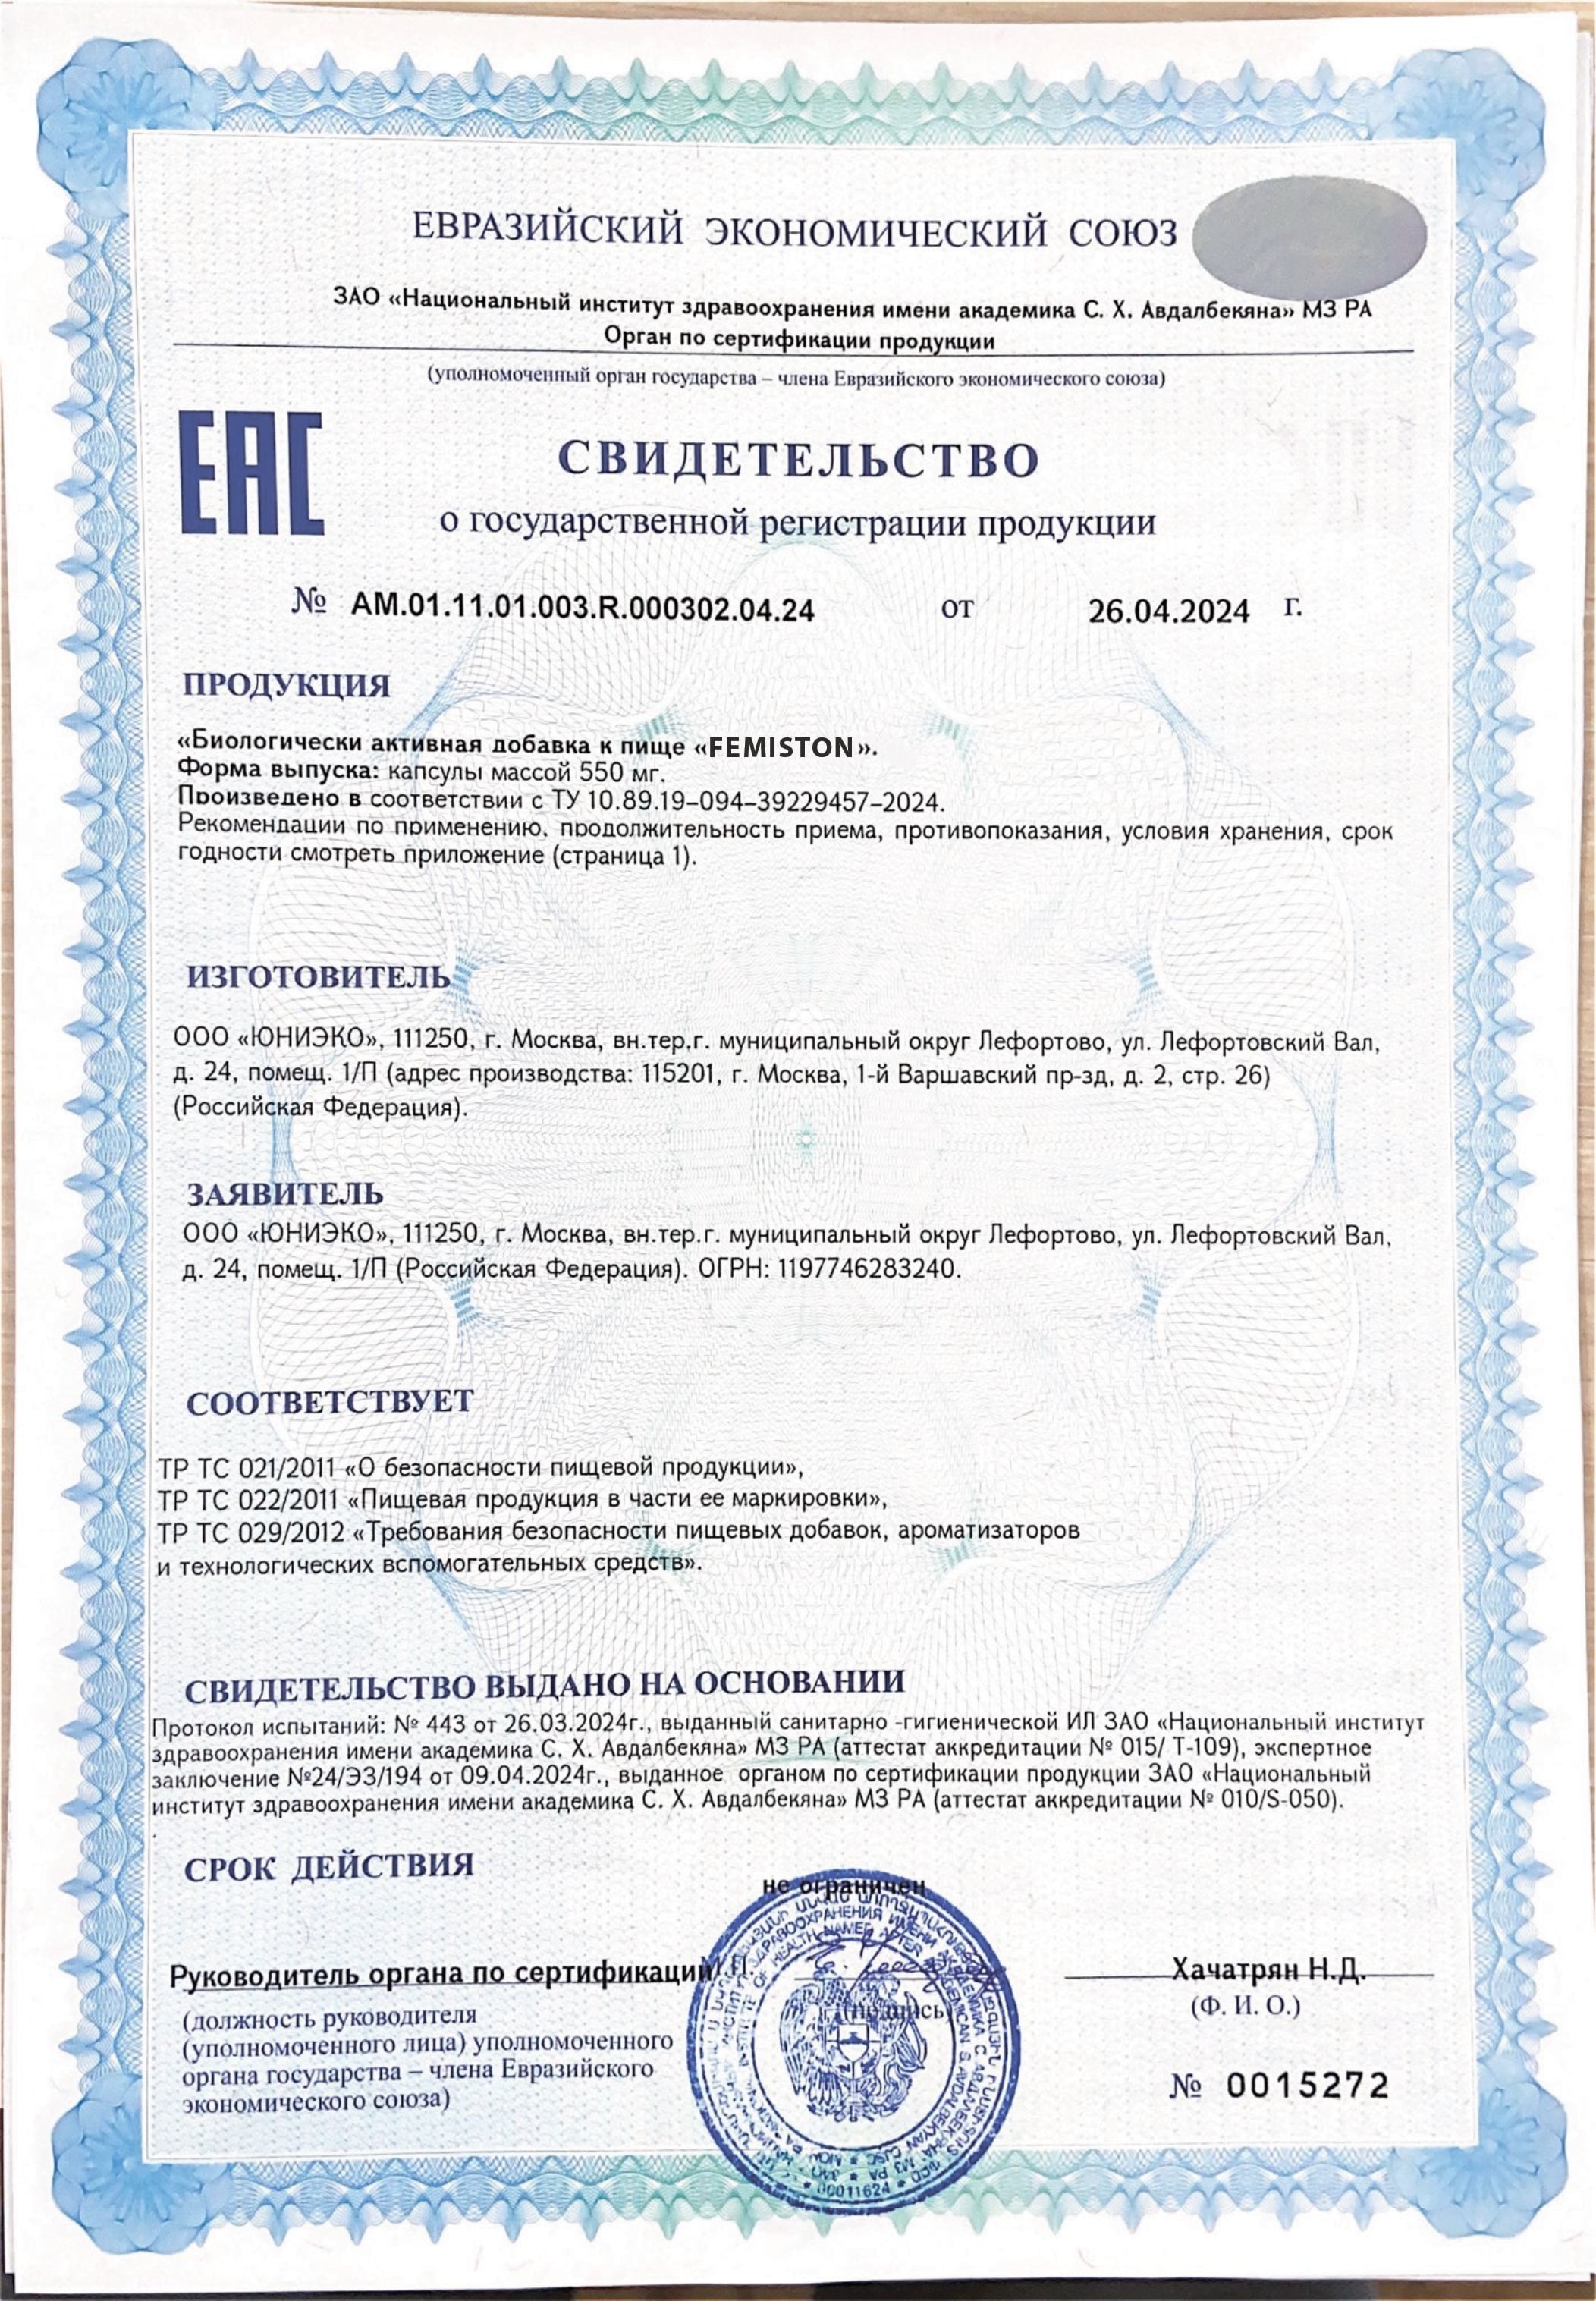 ЕВРАЗИЙСКИЙ ЭКОНОМИЧЕСКИЙ СОЮЗ
ЗАО «Национальный институт здравоохранения имени академика С. Х. Авдалбекяна» МЗ РА
Орган по сертификации продукции
(уполномоченный орган государства – члена Евразийского экономического союза)
ЕАС
СВИДЕТЕЛЬСТВО
о государственной регистрации продукции
№ AM.01.11.01.003.R.000302.04.24 от 26.04.2024 г.
ПРОДУКЦИЯ
«Биологически активная добавка к пище «FEMISTON».
Форма выпуска: капсулы массой 550 мг.
Произведено в соответствии с ТУ 10.89.19–094–39229457–2024.
Рекомендации по применению, продолжительность приема, противопоказания, условия хранения, срок
годности смотреть приложение (страница 1).
ИЗГОТОВИТЕЛЬ
ООО «ЮНИЭКО», 111250, г. Москва, вн.тер.г. муниципальный округ Лефортово, ул. Лефортовский Вал,
д. 24, помещ. 1/П (адрес производства: 115201, г. Москва, 1-й Варшавский пр-зд, д. 2, стр. 26)
(Российская Федерация).
ЗАЯВИТЕЛЬ
ООО «ЮНИЭКО», 111250, г. Москва, вн.тер.г. муниципальный округ Лефортово, ул. Лефортовский Вал,
д. 24, помещ. 1/П (Российская Федерация). ОГРН: 1197746283240.
СООТВЕТСТВУЕТ
ТР ТС 021/2011 «О безопасности пищевой продукции»,
ТР ТС 022/2011 «Пищевая продукция в части ее маркировки»,
ТР ТС 029/2012 «Требования безопасности пищевых добавок, ароматизаторов
и технологических вспомогательных средств».
СВИДЕТЕЛЬСТВО ВЫДАНО НА ОСНОВАНИИ
Протокол испытаний: № 443 от 26.03.2024г., выданный санитарно -гигиенической ИЛ ЗАО «Национальный институт
здравоохранения имени академика С. Х. Авдалбекяна» МЗ РА (аттестат аккредитации № 015/ Т-109), экспертное
заключение №24/ЭЗ/194 от 09.04.2024г., выданное органом по сертификации продукции ЗАО «Национальный
институт здравоохранения имени академика С. Х. Авдалбекяна» МЗ РА (аттестат аккредитации № 010/S-050).
СРОК ДЕЙСТВИЯ
не ограничен
Руководитель органа по сертификации М.П. Хачатрян Н.Д.
(подпись) (Ф. И. О.)
(должность руководителя
(уполномоченного лица) уполномоченного
органа государства – члена Евразийского
экономического союза)
№ 0015272
00011624